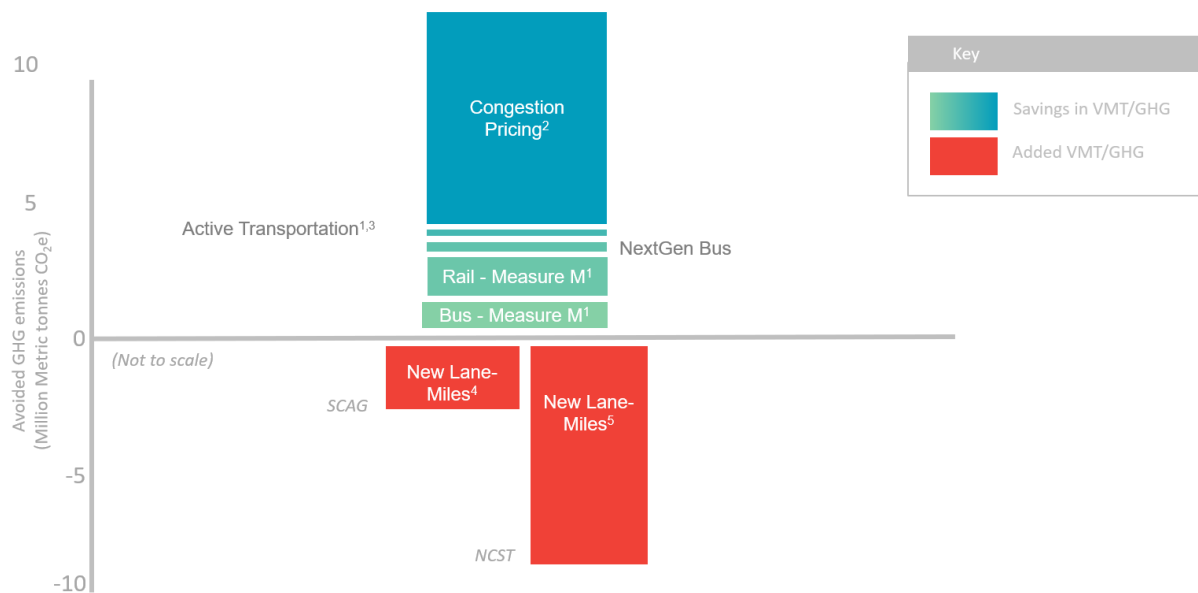 10
5
0
-5
-10
Avoided GHG emissions
(Million Metric tonnes CO₂e)
Congestion
Pricing²
Active Transportation¹,³
NextGen Bus
Rail - Measure M¹
Bus - Measure M¹
(Not to scale)
New Lane-
Miles⁴
SCAG
New Lane-
Miles⁵
NCST
Key
Savings in VMT/GHG
Added VMT/GHG